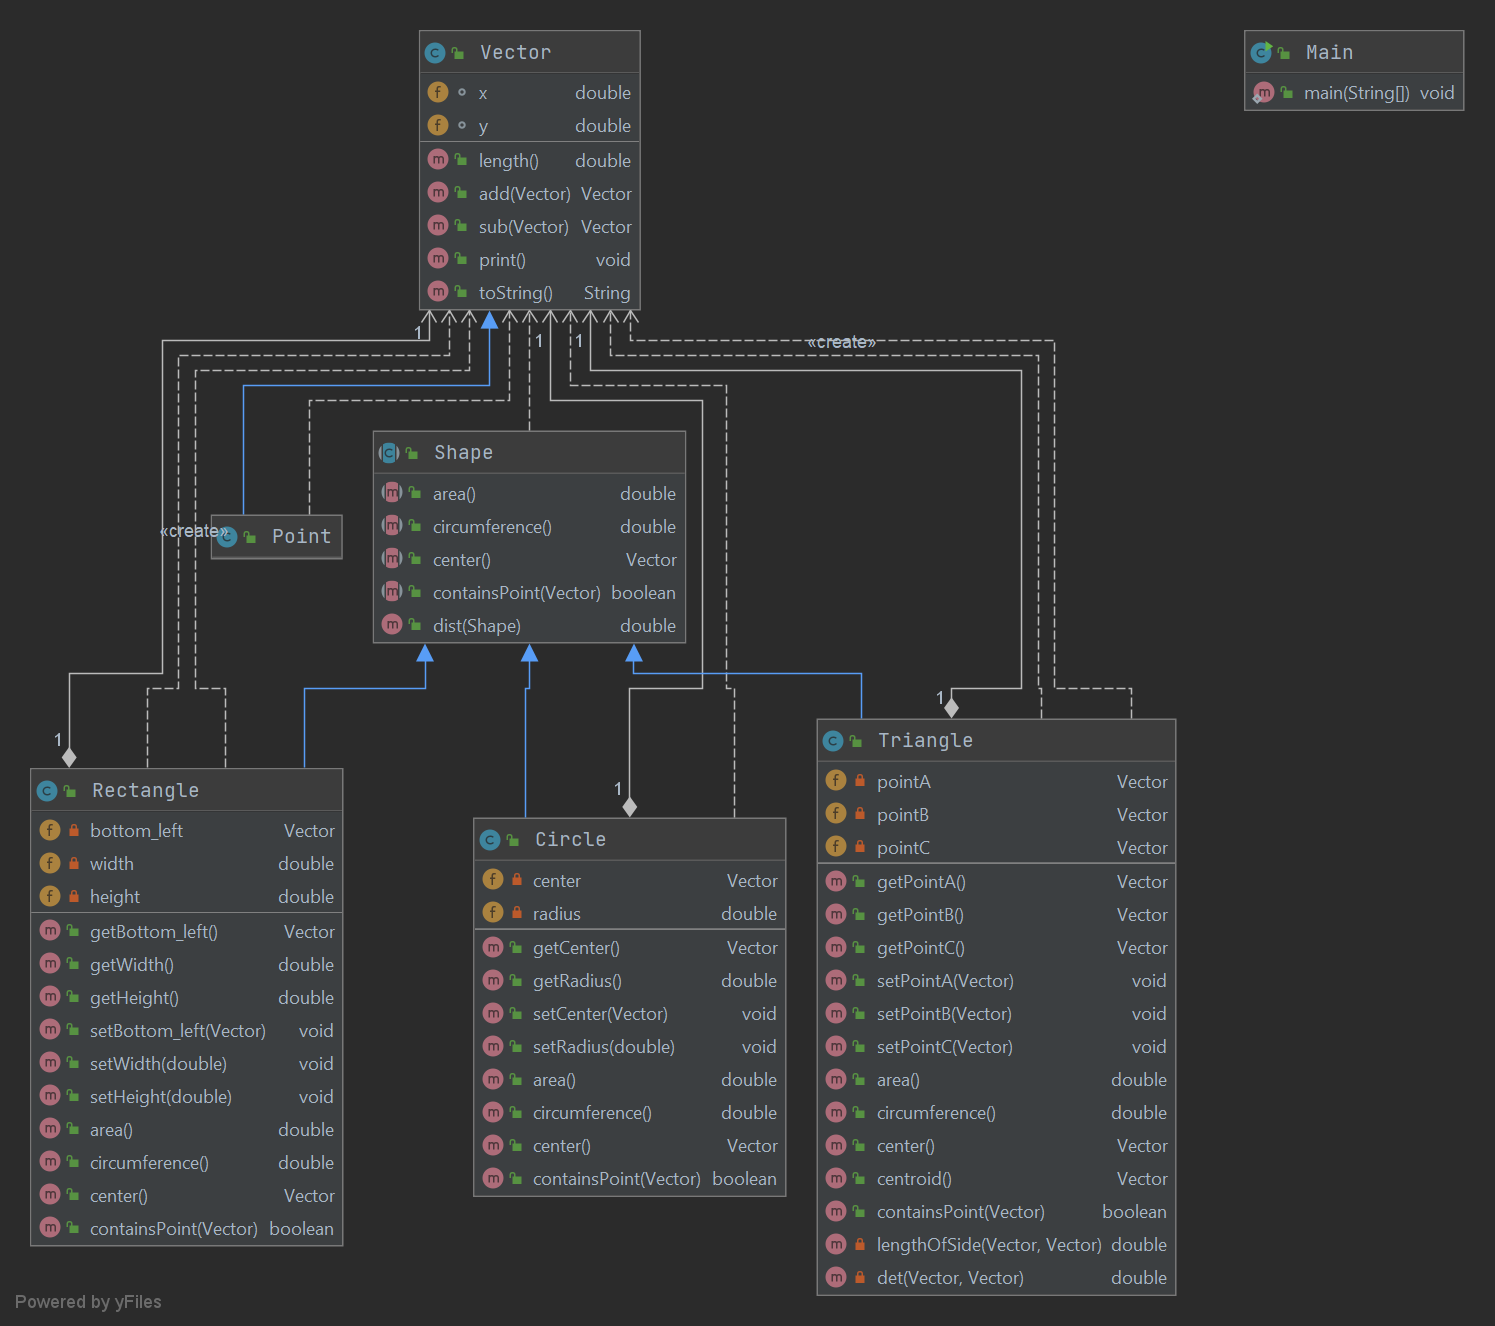 Vector
x double
y double
length() double
add(Vector) Vector
sub(Vector) Vector
print() void
toString() String
Main
main(String[]) void
1
1
1
«create»
Shape
area() double
circumference() double
center() Vector
containsPoint(Vector) boolean
dist(Shape) double
«create»
Point
1
Rectangle
bottom_left Vector
width double
height double
getBottom_left() Vector
getWidth() double
getHeight() double
setBottom_left(Vector) void
setWidth(double) void
setHeight(double) void
area() double
circumference() double
center() Vector
containsPoint(Vector) boolean
1
Circle
center Vector
radius double
getCenter() Vector
getRadius() double
setCenter(Vector) void
setRadius(double) void
area() double
circumference() double
center() Vector
containsPoint(Vector) boolean
1
Triangle
pointA Vector
pointB Vector
pointC Vector
getPointA() Vector
getPointB() Vector
getPointC() Vector
setPointA(Vector) void
setPointB(Vector) void
setPointC(Vector) void
area() double
circumference() double
center() Vector
centroid() Vector
containsPoint(Vector) boolean
lengthOfSide(Vector, Vector) double
det(Vector, Vector) double
Powered by yFiles